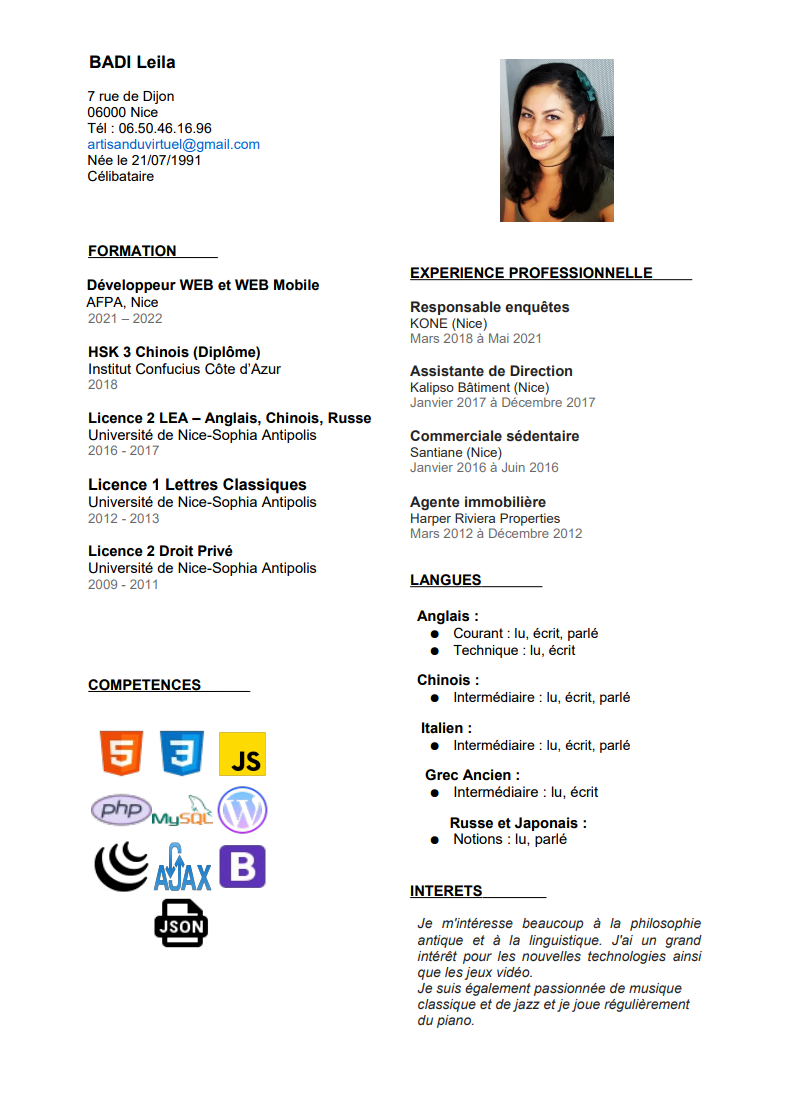 BADI Leila
7 rue de Dijon
06000 Nice
Tél : 06.50.46.16.96
artisanduvirtuel@gmail.com
Née le 21/07/1991
Célibataire
FORMATION
Développeur WEB et WEB Mobile
AFPA, Nice
2021 – 2022
HSK 3 Chinois (Diplôme)
Institut Confucius Côte d'Azur
2018
Licence 2 LEA – Anglais, Chinois, Russe
Université de Nice-Sophia Antipolis
2016 - 2017
Licence 1 Lettres Classiques
Université de Nice-Sophia Antipolis
2012 - 2013
Licence 2 Droit Privé
Université de Nice-Sophia Antipolis
2009 - 2011
COMPETENCES
5
3
JS
php
MySQL
W
AJAX
B
JSON
EXPERIENCE PROFESSIONNELLE
Responsable enquêtes
KONE (Nice)
Mars 2018 à Mai 2021
Assistante de Direction
Kalipso Bâtiment (Nice)
Janvier 2017 à Décembre 2017
Commerciale sédentaire
Santiane (Nice)
Janvier 2016 à Juin 2016
Agente immobilière
Harper Riviera Properties
Mars 2012 à Décembre 2012
LANGUES
Anglais :
● Courant : lu, écrit, parlé
● Technique : lu, écrit
Chinois :
● Intermédiaire : lu, écrit, parlé
Italien :
● Intermédiaire : lu, écrit, parlé
Grec Ancien :
● Intermédiaire : lu, écrit
Russe et Japonais :
● Notions : lu, parlé
INTERETS
Je m'intéresse beaucoup à la philosophie
antique et à la linguistique. J'ai un grand
intérêt pour les nouvelles technologies ainsi
que les jeux vidéo.
Je suis également passionnée de musique
classique et de jazz et je joue régulièrement
du piano.